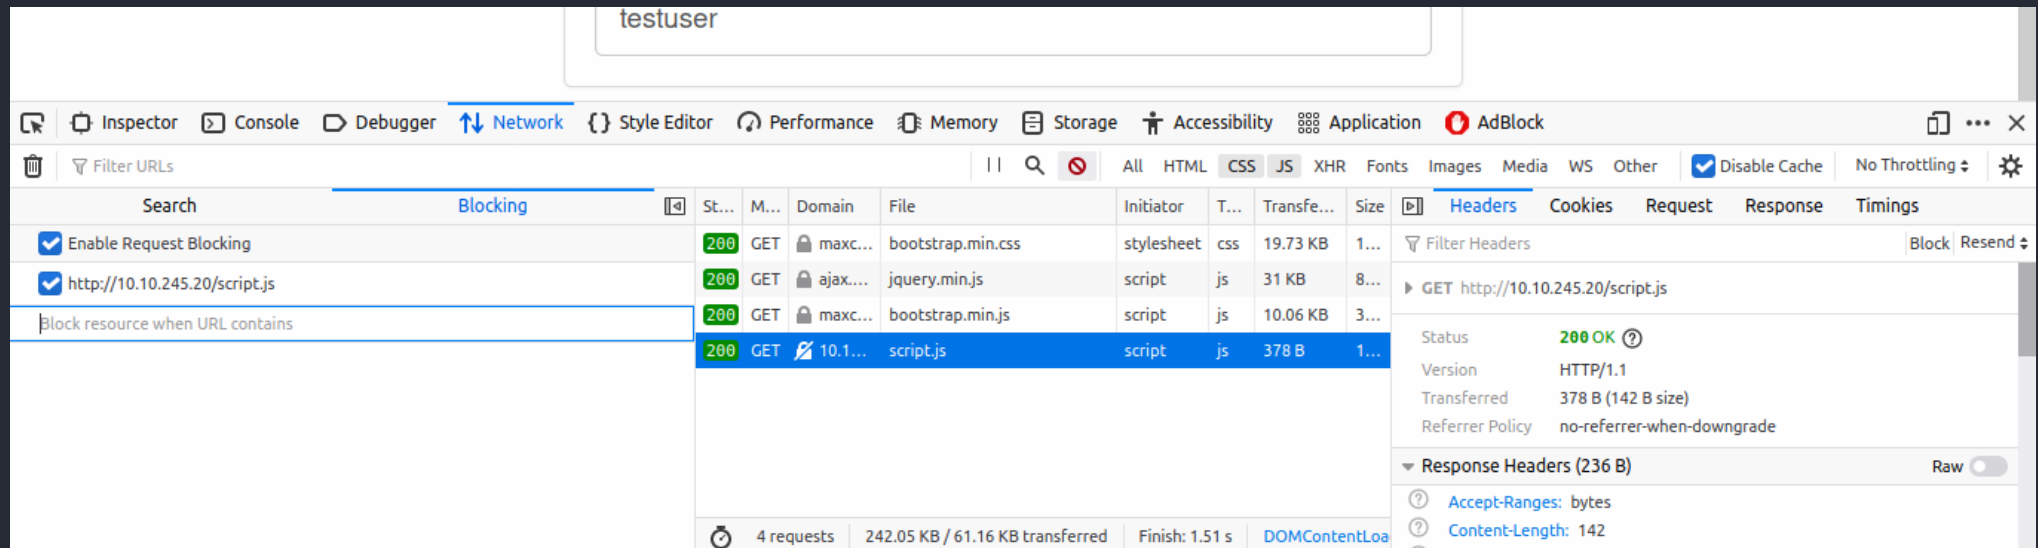 testuser
Inspector Console Debugger Network Style Editor Performance Memory Storage Accessibility Application AdBlock
Filter URLs All HTML CSS JS XHR Fonts Images Media WS Other Disable Cache No Throttling
Search Blocking
Enable Request Blocking
http://10.10.245.20/script.js
Block resource when URL contains
St... M... Domain File Initiator T... Transfe... Size
200 GET maxc... bootstrap.min.css stylesheet css 19.73 KB 1...
200 GET ajax.... jquery.min.js script js 31 KB 8...
200 GET maxc... bootstrap.min.js script js 10.06 KB 3...
200 GET 10.1... script.js script js 378 B 1...
4 requests 242.05 KB / 61.16 KB transferred Finish: 1.51 s DOMContentLoa
Headers Cookies Request Response Timings
Filter Headers Block Resend
GET http://10.10.245.20/script.js
Status 200 OK
Version HTTP/1.1
Transferred 378 B (142 B size)
Referrer Policy no-referrer-when-downgrade
Response Headers (236 B) Raw
Accept-Ranges: bytes
Content-Length: 142